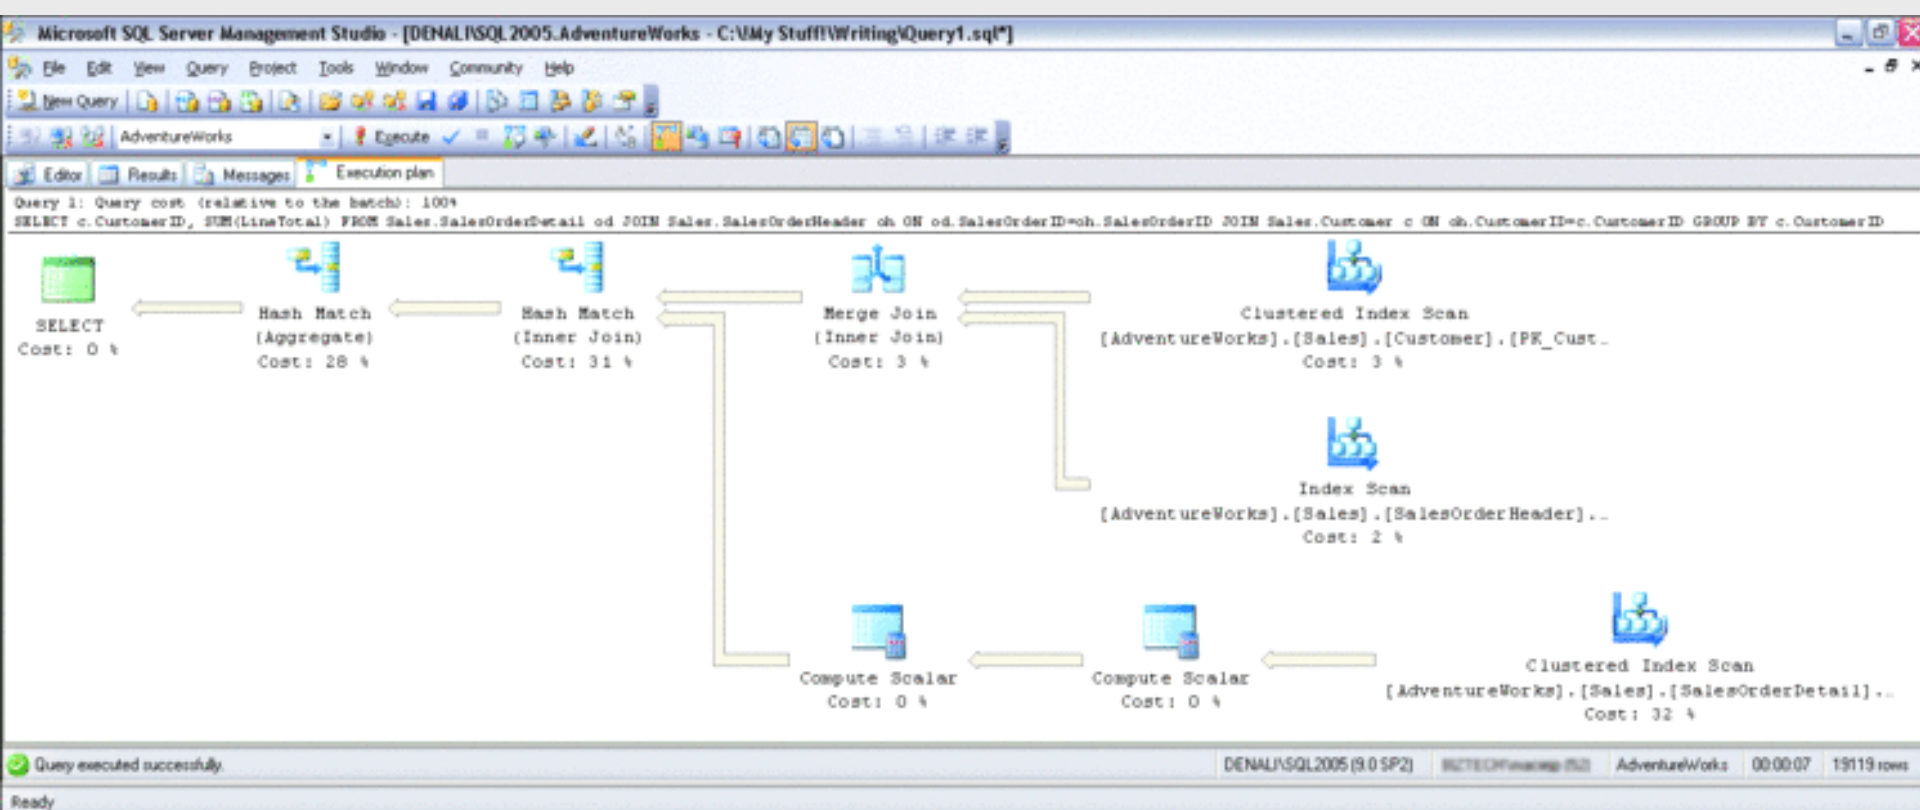 Microsoft SQL Server Management Studio - [DENALI\SQL2005.AdventureWorks - C:\!My Stuff!\Writing\Query1.sql*]
File Edit View Query Project Tools Window Community Help
New Query
AdventureWorks Execute
Editor Results Messages Execution plan
Query 1: Query cost (relative to the batch): 100%
SELECT c.CustomerID, SUM(LineTotal) FROM Sales.SalesOrderDetail od JOIN Sales.SalesOrderHeader oh ON od.SalesOrderID=oh.SalesOrderID JOIN Sales.Customer c ON oh.CustomerID=c.CustomerID GROUP BY c.CustomerID
SELECT
Cost: 0 %
Hash Match
(Aggregate)
Cost: 28 %
Hash Match
(Inner Join)
Cost: 31 %
Merge Join
(Inner Join)
Cost: 3 %
Clustered Index Scan
[AdventureWorks].[Sales].[Customer].[PK_Cust…
Cost: 3 %
Index Scan
[AdventureWorks].[Sales].[SalesOrderHeader]…
Cost: 2 %
Compute Scalar
Cost: 0 %
Compute Scalar
Cost: 0 %
Clustered Index Scan
[AdventureWorks].[Sales].[SalesOrderDetail]…
Cost: 32 %
Query executed successfully. DENALI\SQL2005 (9.0 SP2) AdventureWorks 00:00:07 19119 rows
Ready